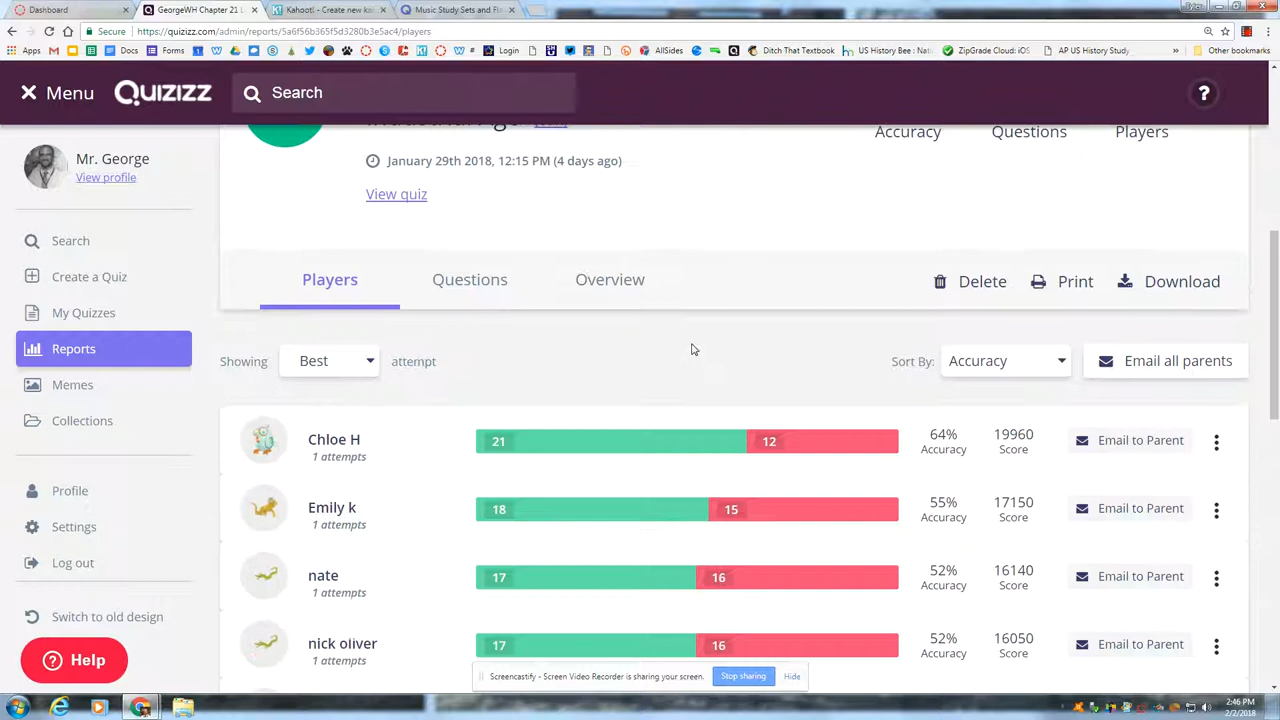 Dashboard
GeorgeWH Chapter 21 L
Kahoot! - Create new ka
Music Study Sets and Fl
Tyler
Secure
https://quizizz.com/admin/reports/5a6f56b365f5d3280b3e5ac4/players
Apps
Docs
Forms
Login
AllSides
Ditch That Textbook
US History Bee : Nati
ZipGrade Cloud: iOS
AP US History Study
Other bookmarks
Menu
Quizizz
Search
?
Mr. George
View profile
Search
Create a Quiz
My Quizzes
Reports
Memes
Collections
Profile
Settings
Log out
Switch to old design
Help
Accuracy
Questions
Players
January 29th 2018, 12:15 PM (4 days ago)
View quiz
Players
Questions
Overview
Delete
Print
Download
Showing
Best
attempt
Sort By:
Accuracy
Email all parents
Chloe H
1 attempts
21
12
64%
Accuracy
19960
Score
Email to Parent
Emily k
1 attempts
18
15
55%
Accuracy
17150
Score
Email to Parent
nate
1 attempts
17
16
52%
Accuracy
16140
Score
Email to Parent
nick oliver
1 attempts
17
16
52%
Accuracy
16050
Score
Email to Parent
Screencastify - Screen Video Recorder is sharing your screen.
Stop sharing
Hide
2:46 PM
2/2/2018